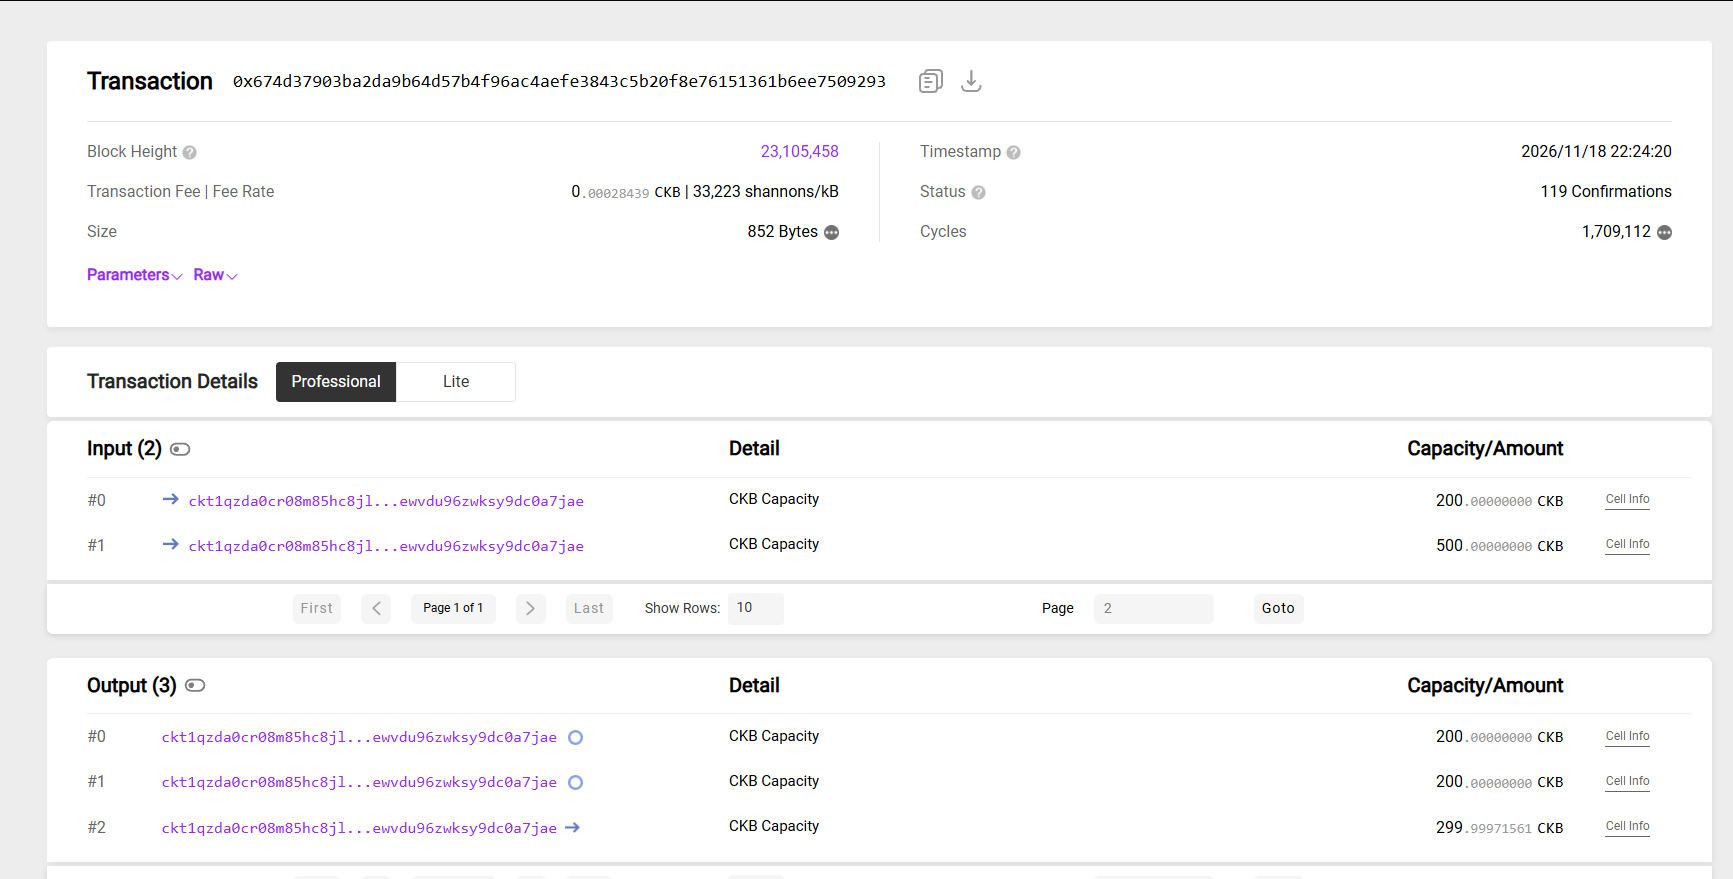 Transaction 0x674d37903ba2da9b64d57b4f96ac4aefe3843c5b20f8e76151361b6ee7509293
Block Height 23,105,458
Timestamp 2026/11/18 22:24:20
Transaction Fee | Fee Rate 0.00028439 CKB | 33,223 shannons/kB
Status 119 Confirmations
Size 852 Bytes
Cycles 1,709,112
Parameters Raw
Transaction Details Professional Lite
Input (2) Detail Capacity/Amount
#0 ckt1qzda0cr08m85hc8jl...ewvdu96zwksy9dc0a7jae CKB Capacity 200.00000000 CKB Cell Info
#1 ckt1qzda0cr08m85hc8jl...ewvdu96zwksy9dc0a7jae CKB Capacity 500.00000000 CKB Cell Info
First < Page 1 of 1 > Last Show Rows: 10 Page 2 Goto
Output (3) Detail Capacity/Amount
#0 ckt1qzda0cr08m85hc8jl...ewvdu96zwksy9dc0a7jae CKB Capacity 200.00000000 CKB Cell Info
#1 ckt1qzda0cr08m85hc8jl...ewvdu96zwksy9dc0a7jae CKB Capacity 200.00000000 CKB Cell Info
#2 ckt1qzda0cr08m85hc8jl...ewvdu96zwksy9dc0a7jae CKB Capacity 299.99971561 CKB Cell Info